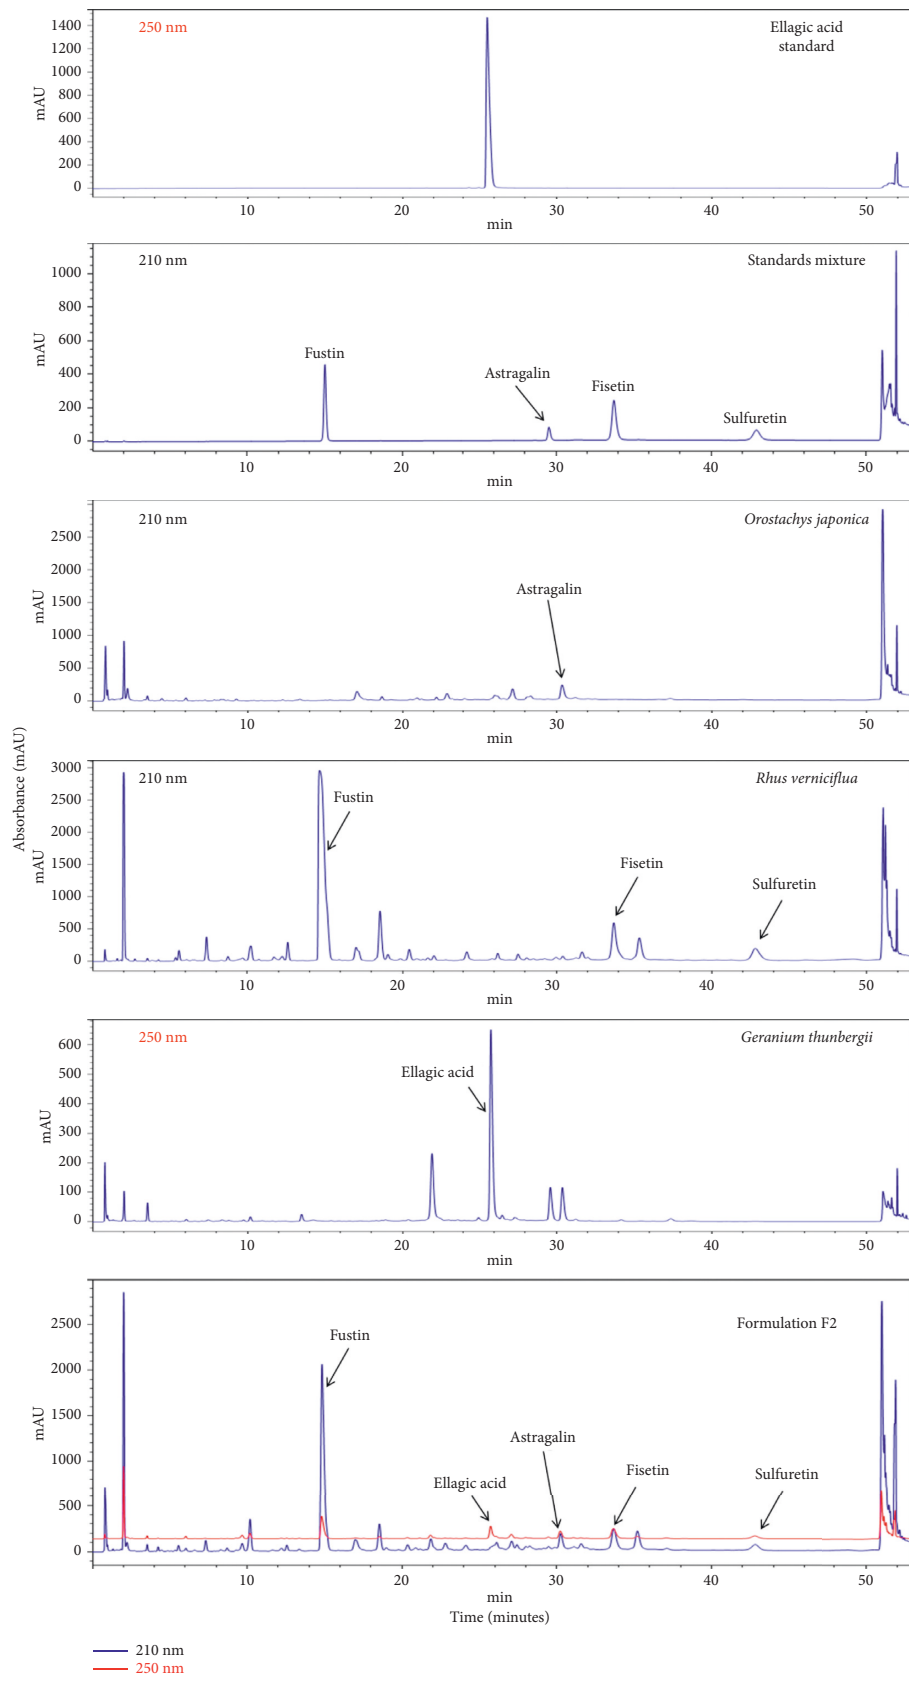 250 nm
Ellagic acid
standard
mAU
1400
1200
1000
800
600
400
200
0
10
20
30
40
50
min
210 nm
Standards mixture
mAU
1000
800
600
400
200
0
Fustin
Astragalin
Fisetin
Sulfuretin
10
20
30
40
50
min
210 nm
Orostachys japonica
mAU
2500
2000
1500
1000
500
0
Astragalin
10
20
30
40
50
min
Absorbance (mAU)
210 nm
Rhus verniciflua
mAU
3000
2500
2000
1500
1000
500
0
Fustin
Fisetin
Sulfuretin
10
20
30
40
50
min
250 nm
Geranium thunbergii
mAU
600
500
400
300
200
100
0
Ellagic acid
10
20
30
40
50
min
Formulation F2
mAU
2500
2000
1500
1000
500
0
Fustin
Ellagic acid
Astragalin
Fisetin
Sulfuretin
10
20
30
40
50
min
Time (minutes)
210 nm
250 nm